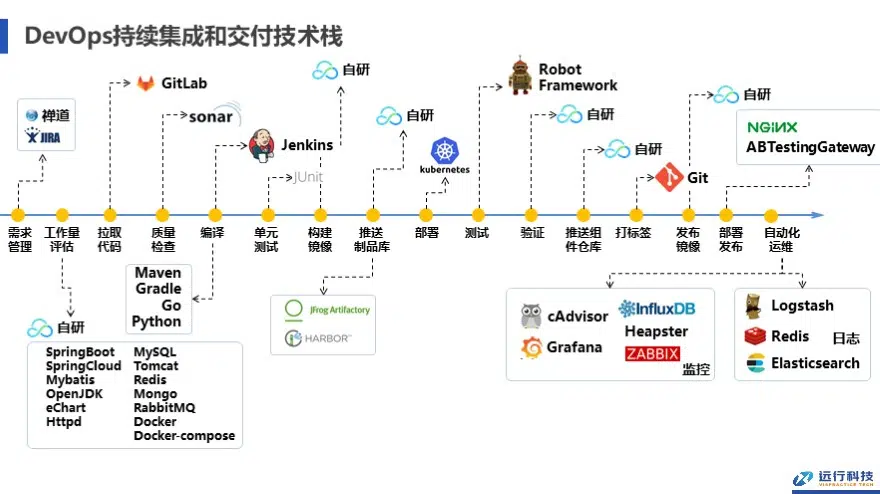 DevOps持续集成和交付技术栈
禅道
JIRA
GitLab
sonar
Jenkins
JUnit
自研
自研
kubernetes
Robot
Framework
自研
自研
Git
自研
NGINX
ABTestingGateway
需求
管理
工作量
评估
拉取
代码
质量
检查
编译
单元
测试
构建
镜像
推送
制品库
部署
测试
验证
推送组
件仓库
打标签
发布
镜像
部署
发布
自动化
运维
自研
SpringBoot
SpringCloud
Mybatis
OpenJDK
eChart
Httpd
MySQL
Tomcat
Redis
Mongo
RabbitMQ
Docker
Docker-compose
Maven
Gradle
Go
Python
JFrog Artifactory
HARBOR™
cAdvisor
Grafana
InfluxDB
Heapster
ZABBIX
监控
Logstash
Redis
日志
Elasticsearch
远行科技
VIAPRACTICE TECH